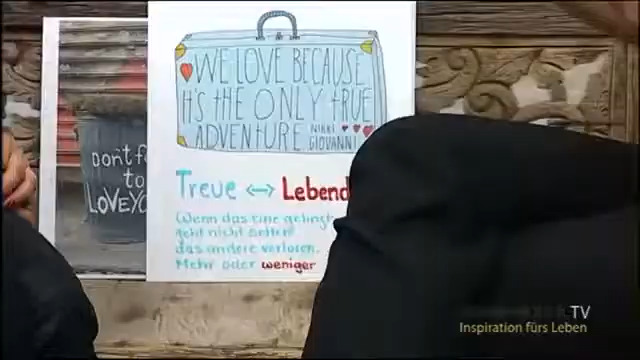 WE LOVE BECAUSE
IT'S THE ONLY TRUE
ADVENTURE NIKKI
GIOVANNI
Treue ↔ Lebend
Wenn das eine gelingt
geht nicht selten
das andere verloren.
Mehr oder weniger
Don't f
to
LOVE YO
TV
Inspiration fürs Leben